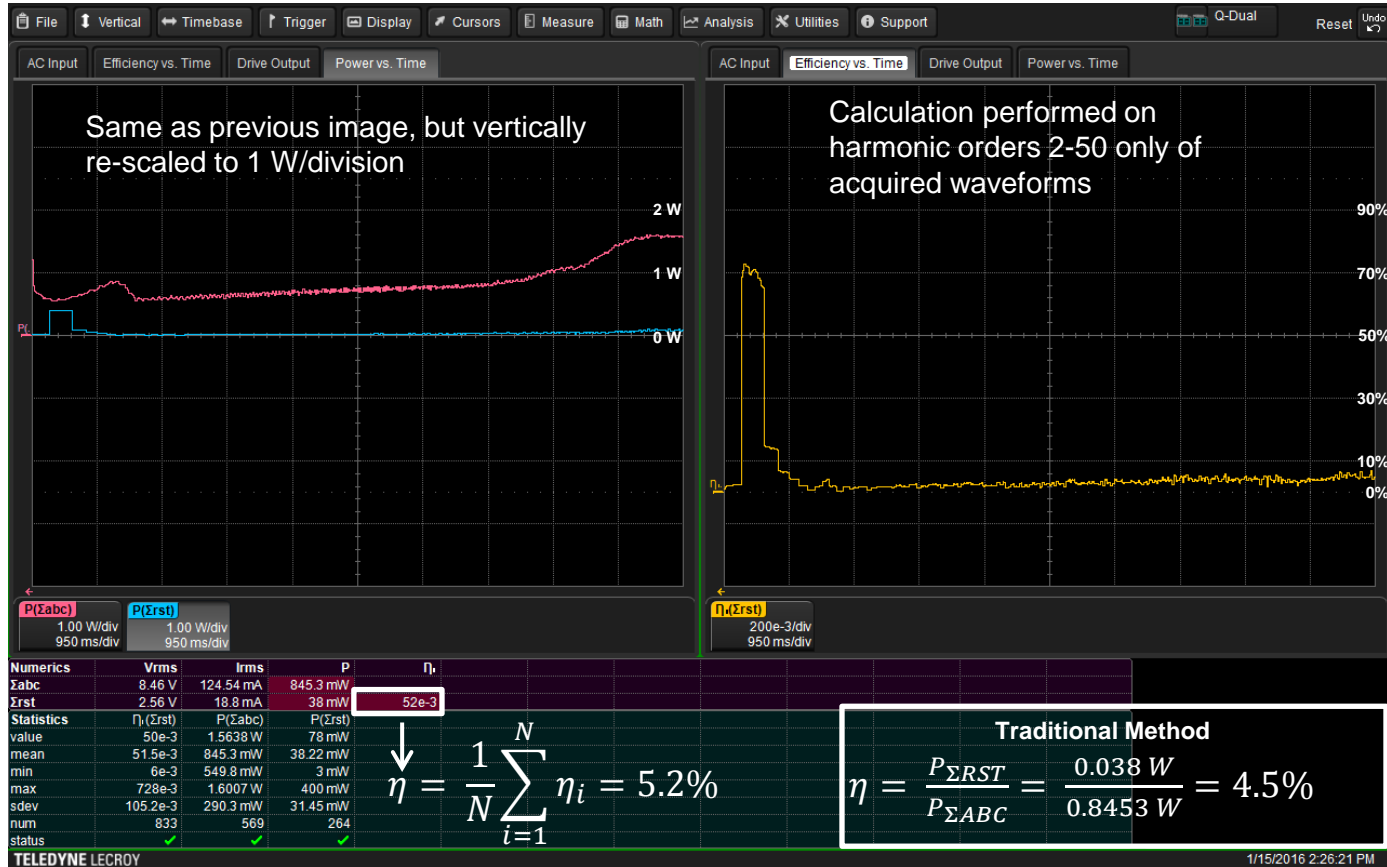 File Vertical Timebase Trigger Display Cursors Measure Math Analysis Utilities Support Q-Dual Reset Undo
AC Input Efficiency vs. Time Drive Output Power vs. Time
AC Input Efficiency vs. Time Drive Output Power vs. Time
Same as previous image, but vertically
re-scaled to 1 W/division
2 W
1 W
0 W
Calculation performed on
harmonic orders 2-50 only of
acquired waveforms
90%
70%
50%
30%
10%
0%
P(Σabc)
1.00 W/div
950 ms/div
P(Σrst)
1.00 W/div
950 ms/div
η(Σrst)
200e-3/div
950 ms/div
Numerics Vrms Irms P η
Σabc 8.46 V 124.54 mA 845.3 mW
Σrst 2.56 V 18.8 mA 38 mW 52e-3
Statistics η(Σrst) P(Σabc) P(Σrst)
value 50e-3 1.5638 W 78 mW
mean 51.5e-3 845.3 mW 38.22 mW
min 6e-3 549.8 mW 3 mW
max 728e-3 1.6007 W 400 mW
sdev 105.2e-3 290.3 mW 31.45 mW
num 833 569 264
status
η = 1/N ∑ i=1 N ηi = 5.2%
Traditional Method
η = PΣRST / PΣABC = 0.038 W / 0.8453 W = 4.5%
TELEDYNE LECROY 1/15/2016 2:26:21 PM